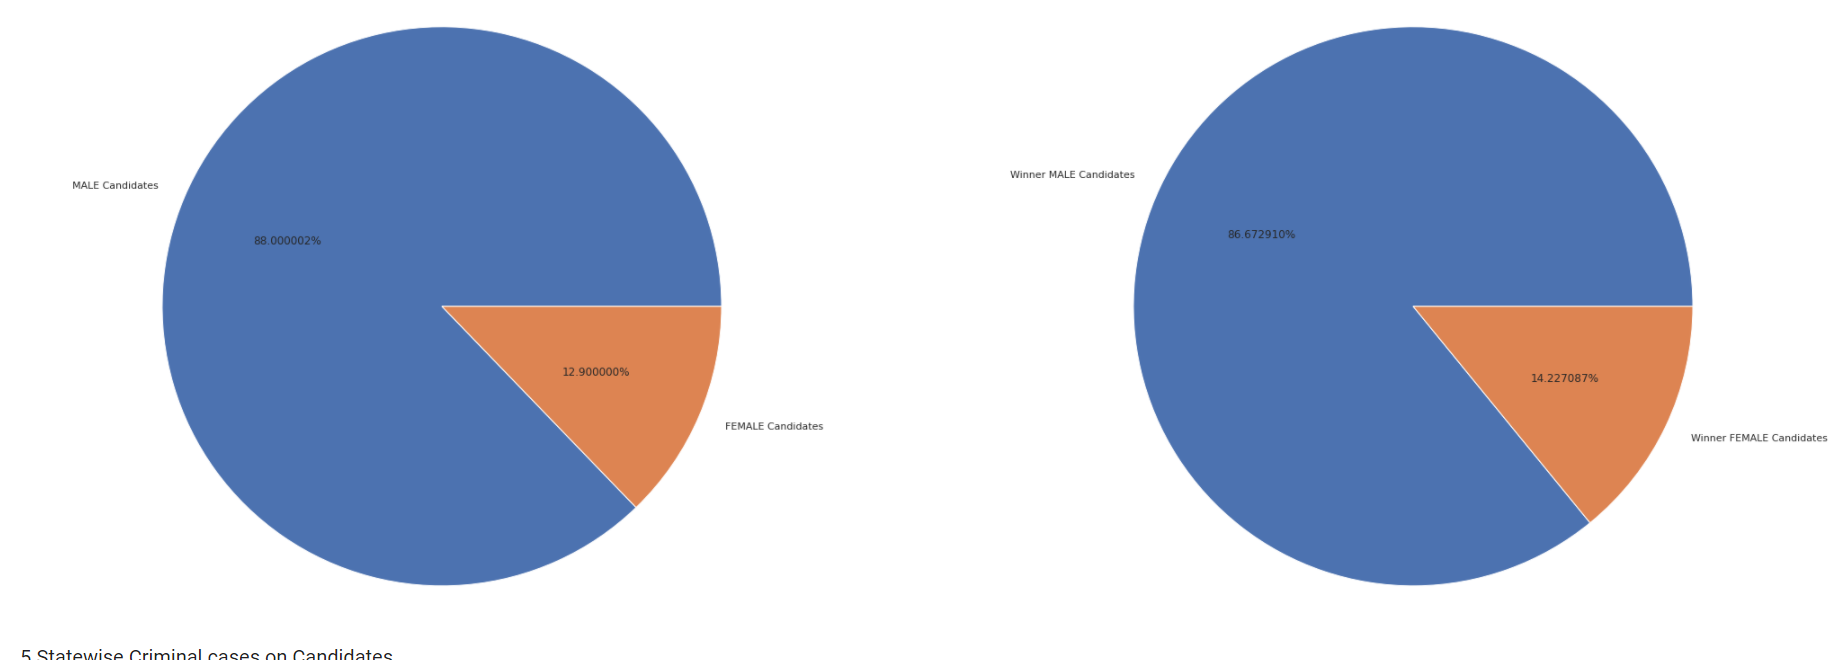 MALE Candidates
88.000002%
12.900000%
FEMALE Candidates
Winner MALE Candidates
86.672910%
14.227087%
Winner FEMALE Candidates
5 Statewise Criminal cases on Candidates